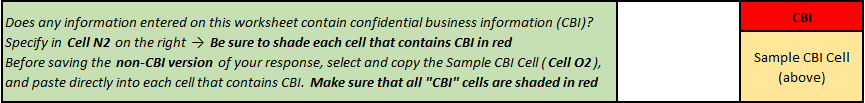 Does any information entered on this worksheet contain confidential business information (CBI)?
Specify in Cell N2 on the right → Be sure to shade each cell that contains CBI in red
Before saving the non-CBI version of your response, select and copy the Sample CBI Cell (Cell O2),
and paste directly into each cell that contains CBI. Make sure that all "CBI" cells are shaded in red
CBI
Sample CBI Cell
(above)